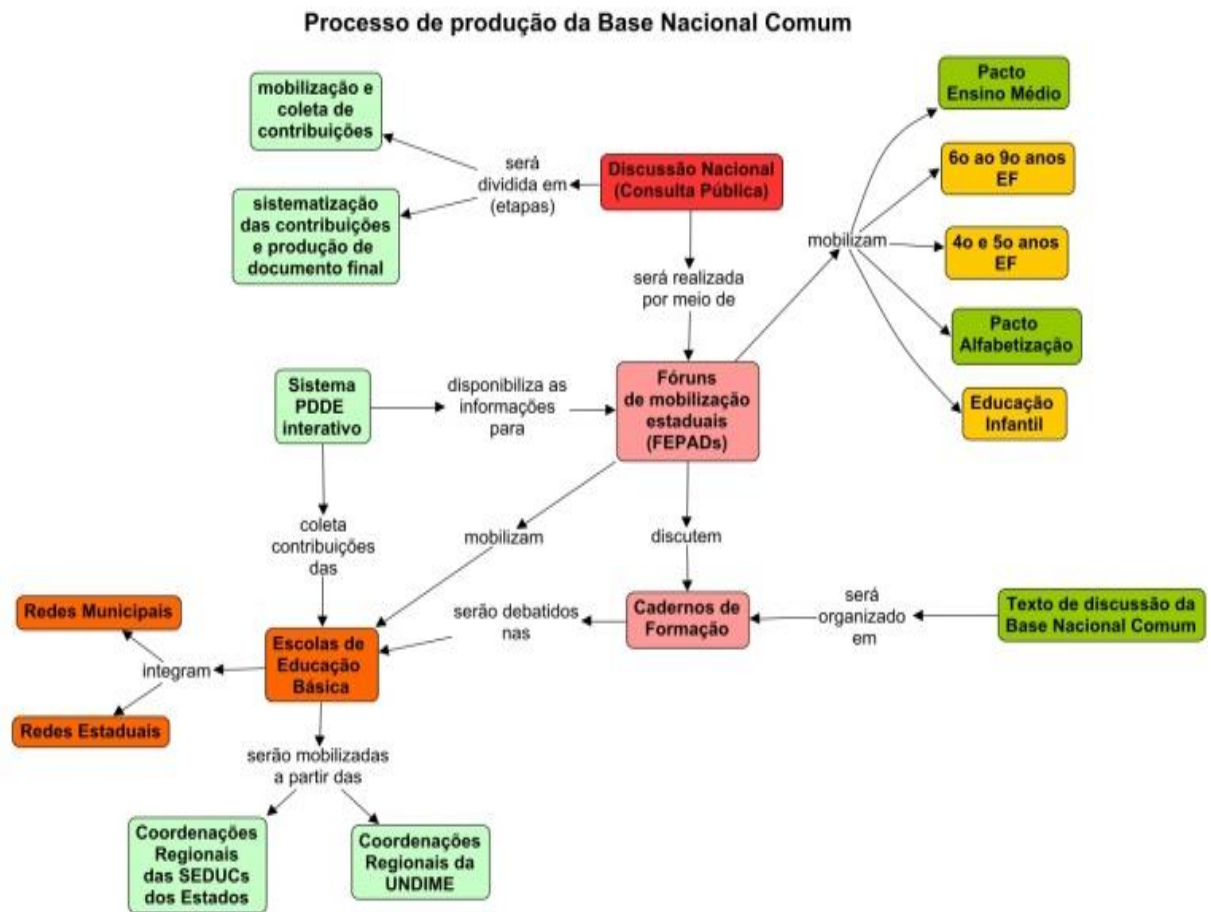 Processo de produção da Base Nacional Comum
mobilização e
coleta de
contribuições
sistematização
das contribuições
e produção de
documento final
será
dividida em
(etapas)
Discussão Nacional
(Consulta Pública)
será realizada
por meio de
mobilizam
Pacto
Ensino Médio
6o ao 9o anos
EF
4o e 5o anos
EF
Pacto
Alfabetização
Educação
Infantil
Sistema
PDDE
interativo
disponibiliza as
informações
para
Fóruns
de mobilização
estaduais
(FEPADs)
coleta
contribuições
das
mobilizam
discutem
Redes Municipais
integram
Redes Estaduais
Escolas de
Educação
Básica
serão debatidos
nas
Cadernos de
Formação
será
organizado
em
Texto de discussão da
Base Nacional Comum
serão mobilizadas
a partir das
Coordenações
Regionais
das SEDUCs
dos Estados
Coordenações
Regionais da
UNDIME